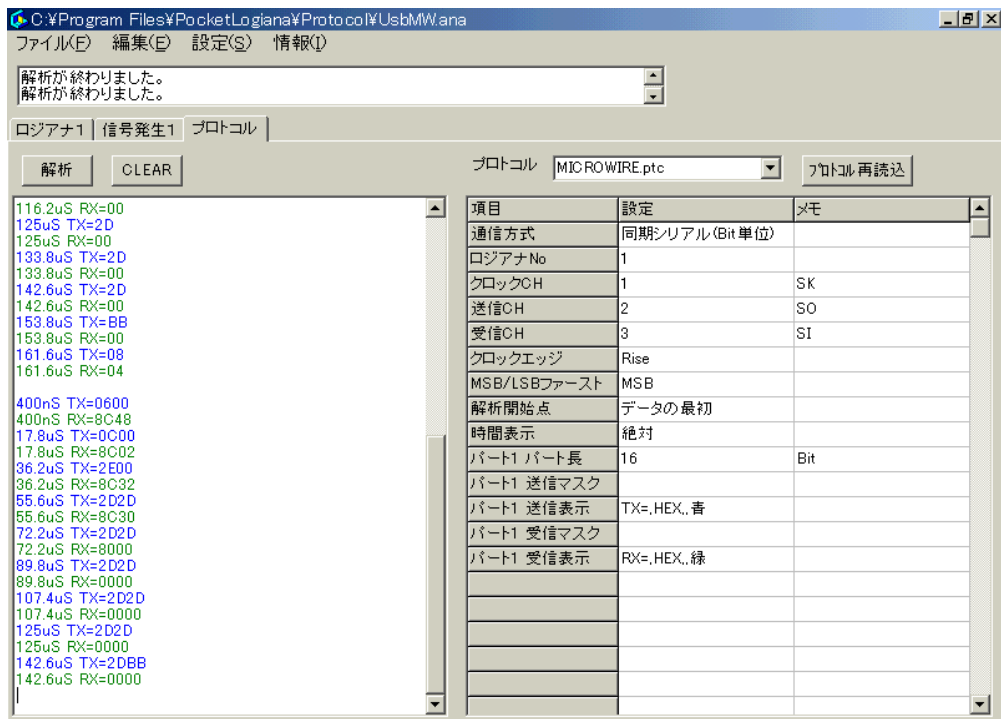 C:¥Program Files¥PocketLogiana¥Protocol¥UsbMW.ana
ファイル(F) 編集(E) 設定(S) 情報(I)
解析が終わりました。
解析が終わりました。
ロジアナ1 信号発生1 プロトコル
解析 CLEAR
プロトコル MICROWIRE.ptc プロトコル再読込
116.2uS RX=00
125uS TX=2D
125uS RX=00
133.8uS TX=2D
133.8uS RX=00
142.6uS TX=2D
142.6uS RX=00
153.8uS TX=BB
153.8uS RX=00
161.6uS TX=08
161.6uS RX=04
400nS TX=0600
400nS RX=8C48
17.8uS TX=0C00
17.8uS RX=8C02
36.2uS TX=2E00
36.2uS RX=8C32
55.6uS TX=2D2D
55.6uS RX=8C30
72.2uS TX=2D2D
72.2uS RX=8000
89.8uS TX=2D2D
89.8uS RX=0000
107.4uS TX=2D2D
107.4uS RX=0000
125uS TX=2D2D
125uS RX=0000
142.6uS TX=2DBB
142.6uS RX=0000
項目 設定 メモ
通信方式 同期シリアル(Bit単位)
ロジアナNo 1
クロックCH 1 SK
送信CH 2 SO
受信CH 3 SI
クロックエッジ Rise
MSB/LSBファースト MSB
解析開始点 データの最初
時間表示 絶対
パート1 パート長 16 Bit
パート1 送信マスク
パート1 送信表示 TX=,HEX,,青
パート1 受信マスク
パート1 受信表示 RX=,HEX,,緑